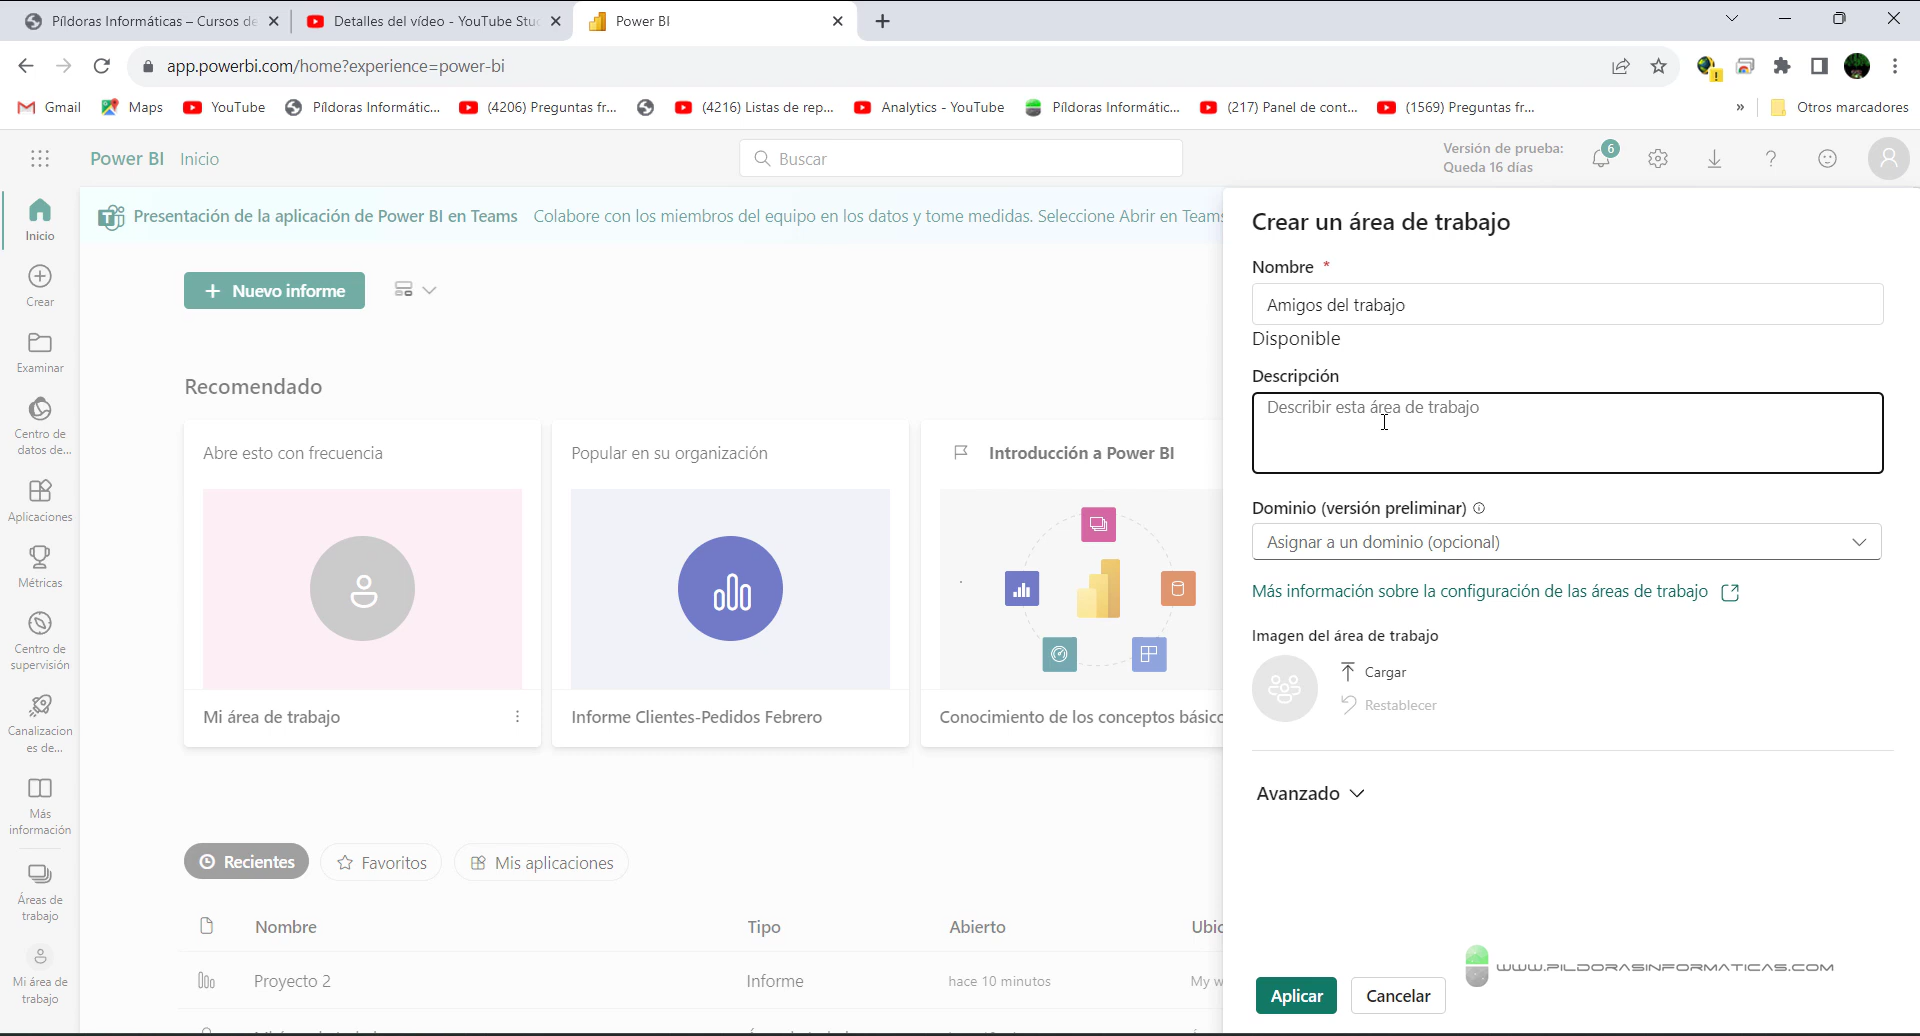 Píldoras Informáticas – Cursos de
Detalles del vídeo - YouTube Stu
Power BI
app.powerbi.com/home?experience=power-bi
Gmail
Maps
YouTube
Píldoras Informátic...
(4206) Preguntas fr...
(4216) Listas de rep...
Analytics - YouTube
Píldoras Informátic...
(217) Panel de cont...
(1569) Preguntas fr...
»
Otros marcadores
Power BI Inicio
Buscar
Versión de prueba:
Queda 16 días
6
Inicio
Crear
Examinar
Centro de
datos de...
Aplicaciones
Métricas
Centro de
supervisión
Canalizacion
es de...
Más
información
Áreas de
trabajo
Mi área de
trabajo
Presentación de la aplicación de Power BI en Teams Colabore con los miembros del equipo en los datos y tome medidas. Seleccione Abrir en Teams
+ Nuevo informe
Recomendado
Abre esto con frecuencia
Mi área de trabajo
Popular en su organización
Informe Clientes-Pedidos Febrero
Introducción a Power BI
Conocimiento de los conceptos básico
Recientes
Favoritos
Mis aplicaciones
Nombre Tipo Abierto Ubic
Proyecto 2 Informe hace 10 minutos My w
Crear un área de trabajo
Nombre *
Amigos del trabajo
Disponible
Descripción
Describir esta área de trabajo
Dominio (versión preliminar)
Asignar a un dominio (opcional)
Más información sobre la configuración de las áreas de trabajo
Imagen del área de trabajo
Cargar
Restablecer
Avanzado
WWW.PILDORASINFORMATICAS.COM
Aplicar
Cancelar